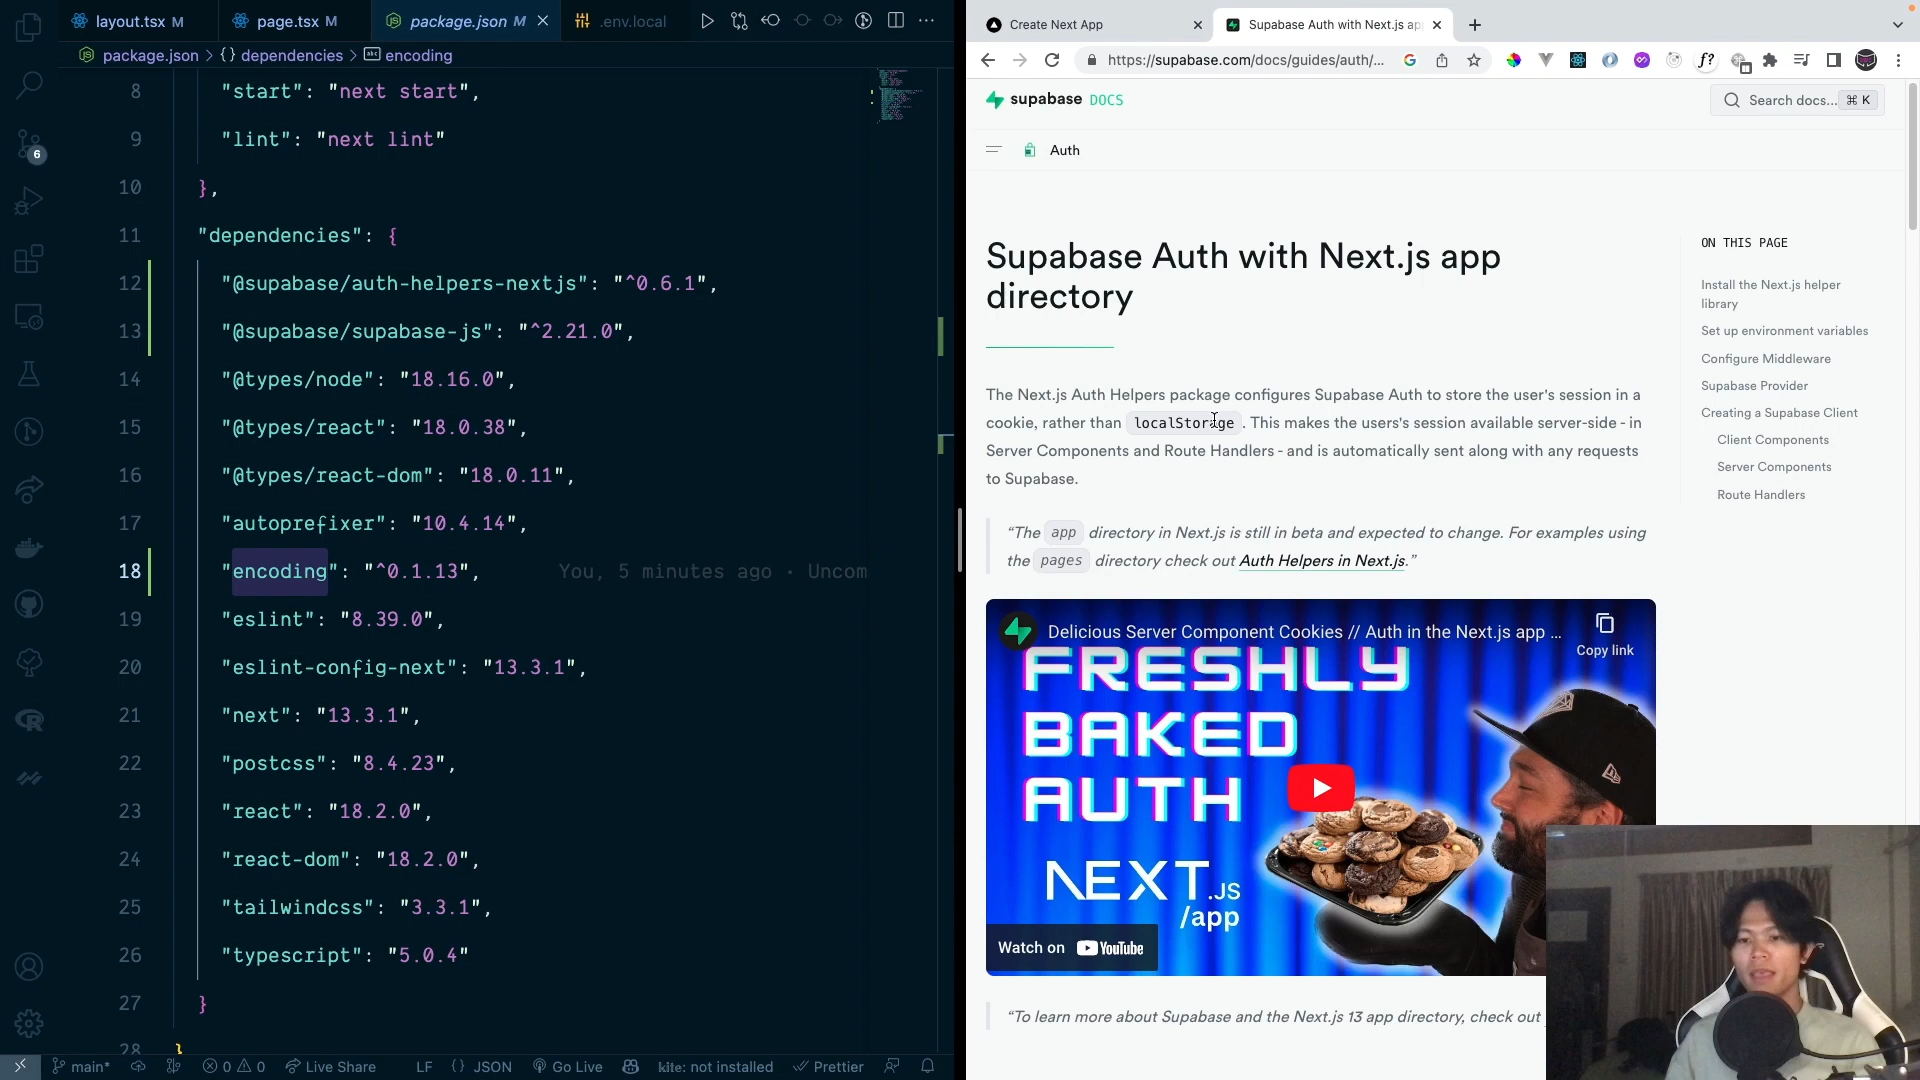 layout.tsx M
page.tsx M
package.json M
.env.local
package.json > {} dependencies > encoding
8 "start": "next start",
9 "lint": "next lint"
10 },
11 "dependencies": {
12 "@supabase/auth-helpers-nextjs": "^0.6.1",
13 "@supabase/supabase-js": "^2.21.0",
14 "@types/node": "18.16.0",
15 "@types/react": "18.0.38",
16 "@types/react-dom": "18.0.11",
17 "autoprefixer": "10.4.14",
18 "encoding": "^0.1.13", You, 5 minutes ago • Uncom
19 "eslint": "8.39.0",
20 "eslint-config-next": "13.3.1",
21 "next": "13.3.1",
22 "postcss": "8.4.23",
23 "react": "18.2.0",
24 "react-dom": "18.2.0",
25 "tailwindcss": "3.3.1",
26 "typescript": "5.0.4"
27 }
28 }
6
main* 0 0 Live Share LF {} JSON Go Live kite: not installed Prettier
Create Next App
Supabase Auth with Next.js ap
https://supabase.com/docs/guides/auth/...
f?
supabase DOCS
Search docs... ⌘ K
Auth
Supabase Auth with Next.js app
directory
The Next.js Auth Helpers package configures Supabase Auth to store the user's session in a
cookie, rather than localStorage . This makes the users's session available server-side - in
Server Components and Route Handlers - and is automatically sent along with any requests
to Supabase.
“The app directory in Next.js is still in beta and expected to change. For examples using
the pages directory check out Auth Helpers in Next.js.”
Delicious Server Component Cookies // Auth in the Next.js app ...
Copy link
FRESHLY
BAKED
AUTH
NEXT.JS
/app
Watch on YouTube
“To learn more about Supabase and the Next.js 13 app directory, check out
ON THIS PAGE
Install the Next.js helper
library
Set up environment variables
Configure Middleware
Supabase Provider
Creating a Supabase Client
Client Components
Server Components
Route Handlers